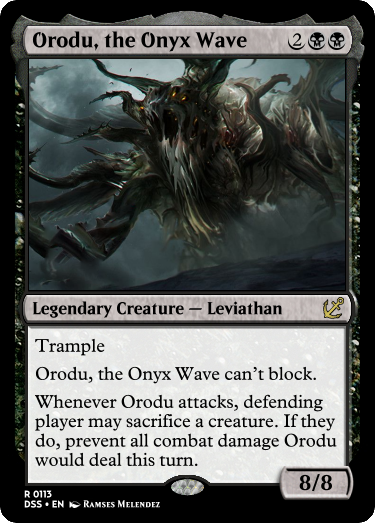 Orodu, the Onyx Wave 2
Legendary Creature — Leviathan
Trample
Orodu, the Onyx Wave can't block.
Whenever Orodu attacks, defending
player may sacrifice a creature. If they
do, prevent all combat damage Orodu
would deal this turn.
8/8
R 0113
DSS • EN Ramses Melendez